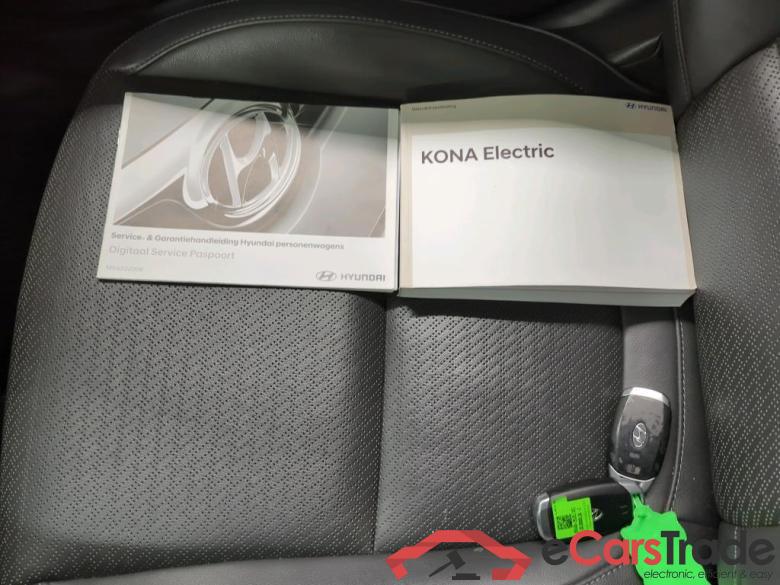 Service- & Garantiehandleiding Hyundai personenwagens
Digitaal Service Paspoort
HYUNDAI
HYUNDAI
KONA Electric
eCarsTrade
electronic, efficient & easy